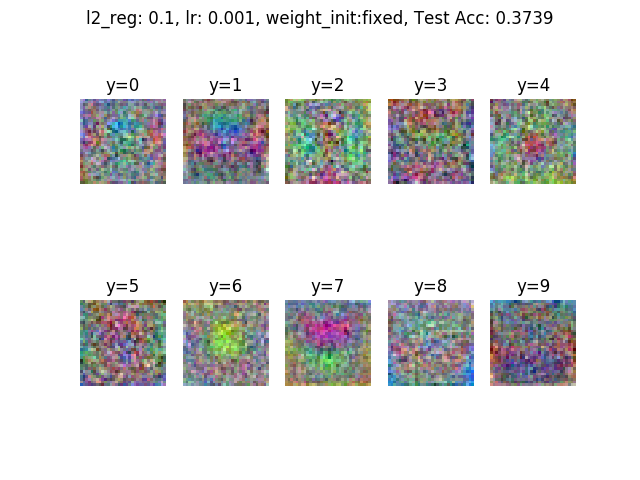 l2_reg: 0.1, lr: 0.001, weight_init:fixed, Test Acc: 0.3739
y=0 y=1 y=2 y=3 y=4
y=5 y=6 y=7 y=8 y=9